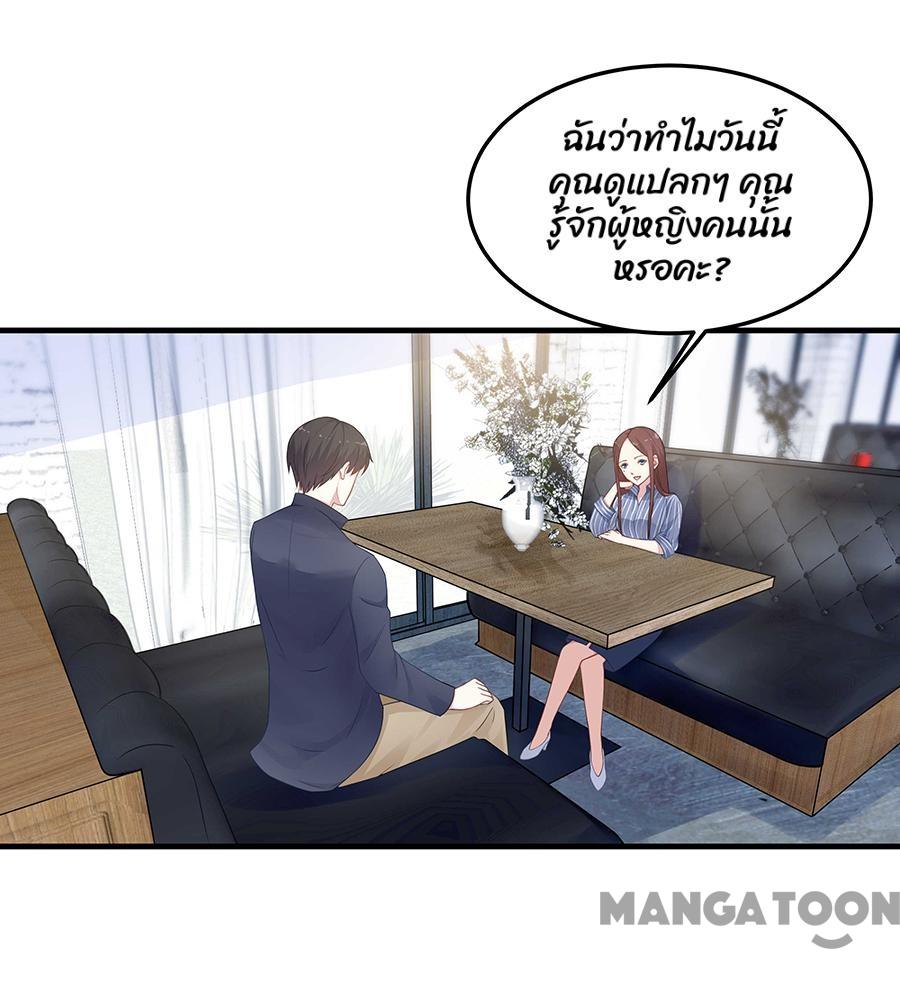 ฉันว่าทำไมวันนี้
คุณดูแปลกๆ คุณ
รู้จักผู้หญิงคนนั้น
หรอคะ?
MANGATOON